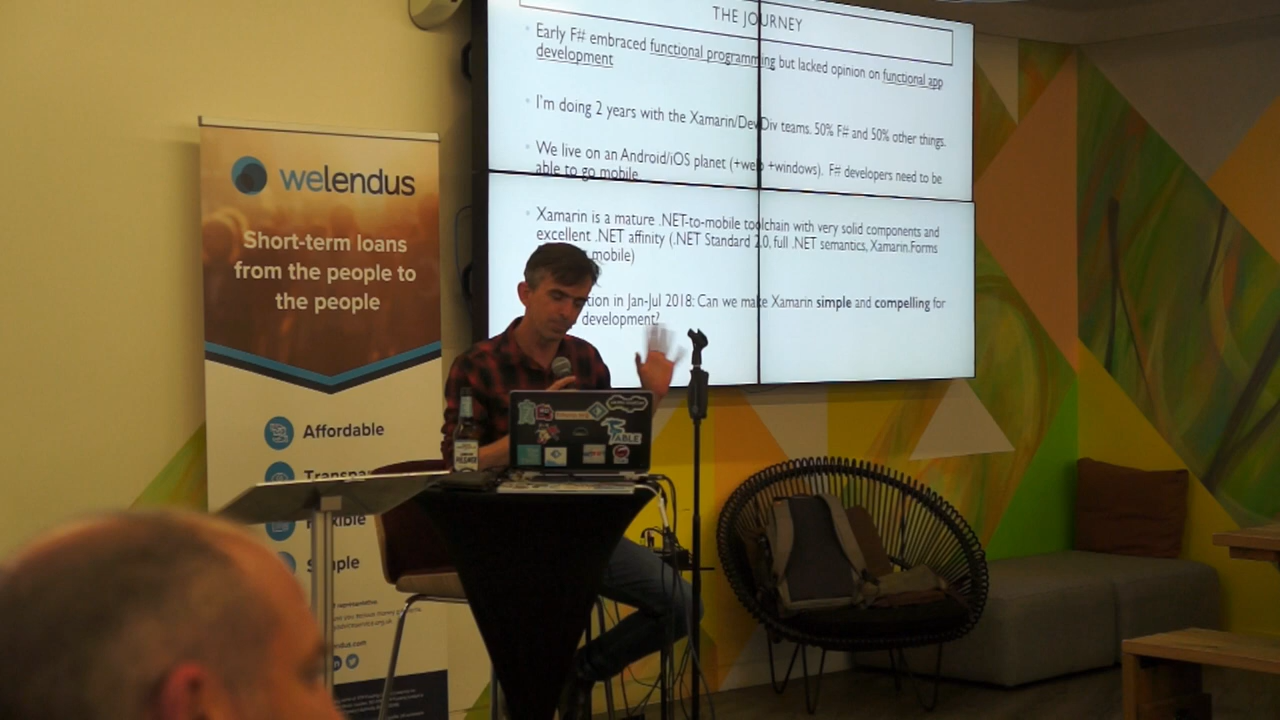 THE JOURNEY
Early F# embraced functional programming but lacked opinion on functional app
development
I'm doing 2 years with the Xamarin/DevDiv teams. 50% F# and 50% other things.
We live on an Android/iOS planet (+web +windows). F# developers need to be
able to go mobile.
Xamarin is a mature .NET-to-mobile toolchain with very solid components and
excellent .NET affinity (.NET Standard 2.0, full .NET semantics, Xamarin.Forms
mobile)
in Jan-Jul 2018: Can we make Xamarin simple and compelling for
development?
welendus
Short-term loans
from the people to
the people
Affordable
Simple
TABLE
PILSNER